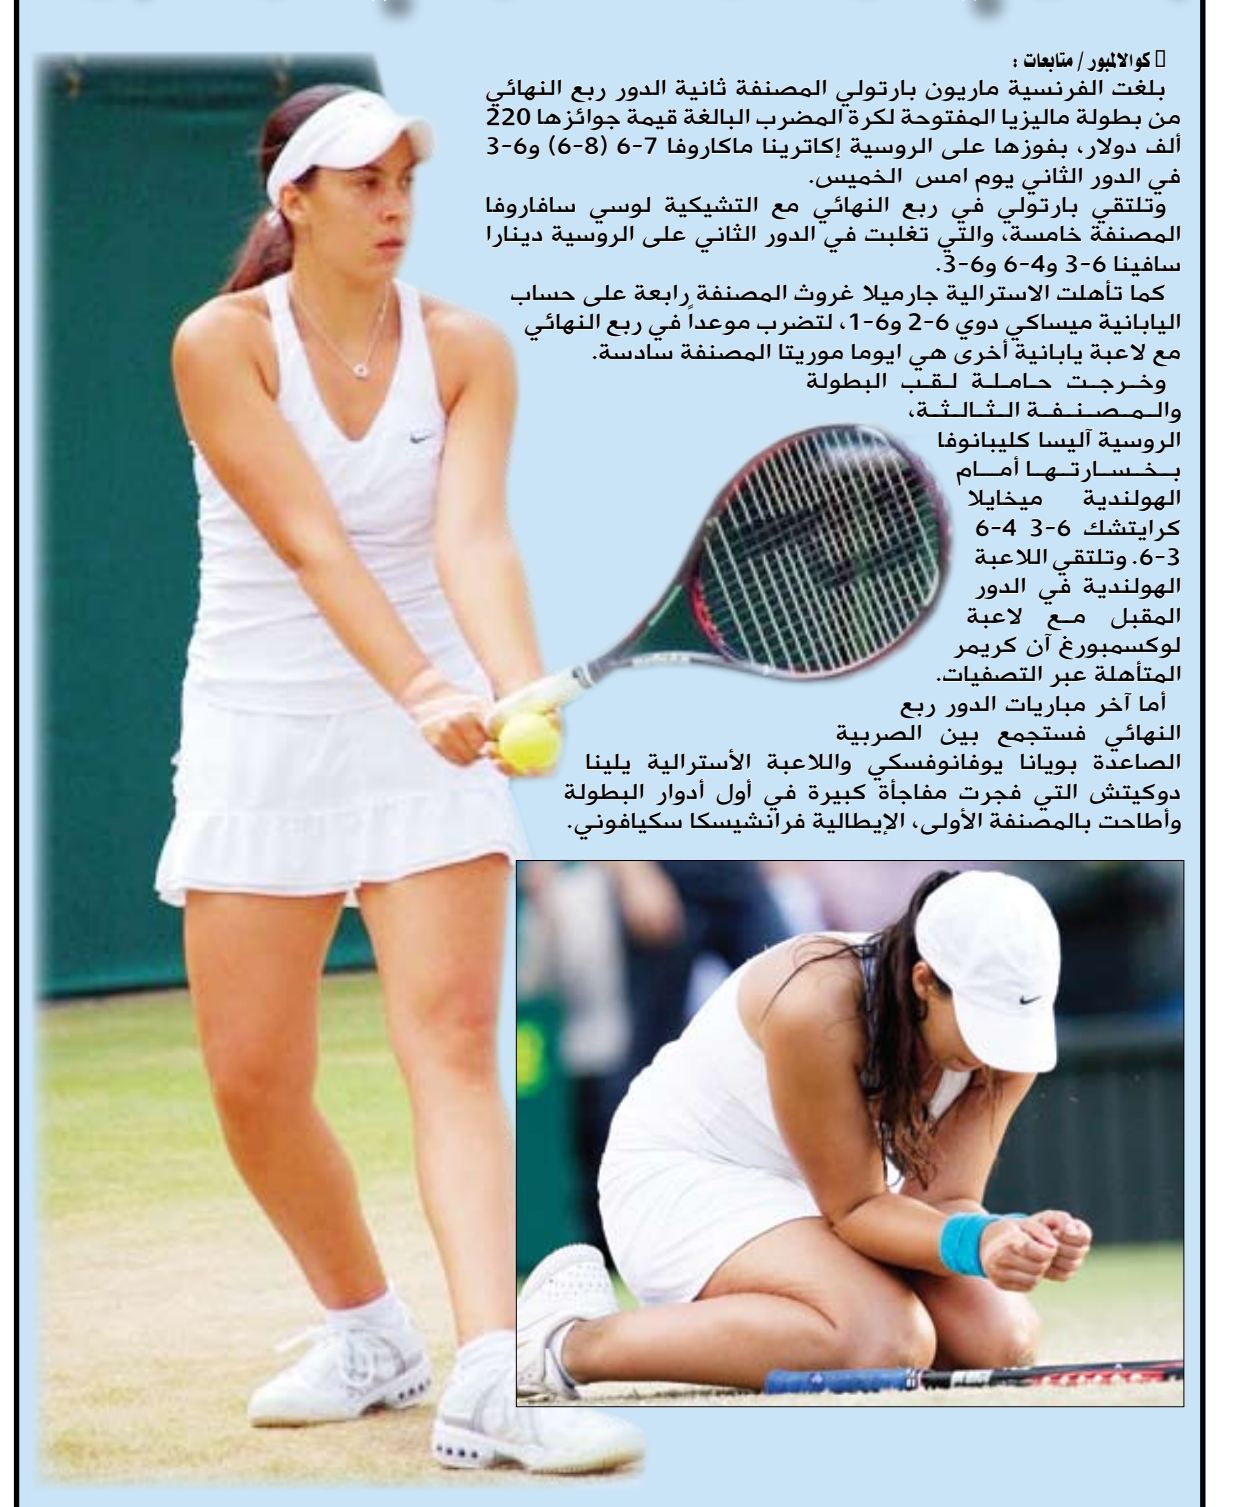 كوالالمبور / متابعات :
بلغت الفرنسية ماريون بارتولي المصنفة ثانية الدور ربع النهائي
من بطولة ماليزيا المفتوحة لكرة المضرب البالغة قيمة جوائزها 220
ألف دولار، بفوزها على الروسية إكاترينا ماكاروفا 7-6 (8-6) و6-3
في الدور الثاني يوم امس الخميس.
وتلتقي بارتولي في ربع النهائي مع التشيكية لوسي سافاروفا
المصنفة خامسة، والتي تغلبت في الدور الثاني على الروسية دينارا
سافينا 6-3 و4-6 و6-3.
كما تأهلت الاسترالية جارميلا غروث المصنفة رابعة على حساب
اليابانية ميساكي دوي 6-2 و6-1، لتضرب موعداً في ربع النهائي
مع لاعبة يابانية أخرى هي ايوما موريتا المصنفة سادسة.
وخـرجـت حـامـلـة لـقـب البطولة
والـمـصـنـفـة الـثـالـثـة،
الروسية آليسا كليبانوفا
بـخـسـارتـهـا أمـام
الهولندية ميخايلا
كرايتشك 6-3 4-6
6-3. وتلتقي اللاعبة
الهولندية في الدور
المقبل مـع لاعبة
لوكسمبورغ آن كريمر
المتأهلة عبر التصفيات.
أما آخر مباريات الدور ربع
النهائي فستجمع بين الصربية
الصاعدة بويانا يوفانوفسكي واللاعبة الأسترالية يلينا
دوكيتش التي فجرت مفاجأة كبيرة في أول أدوار البطولة
وأطاحت بالمصنفة الأولى، الإيطالية فرانشيسكا سكيافوني.